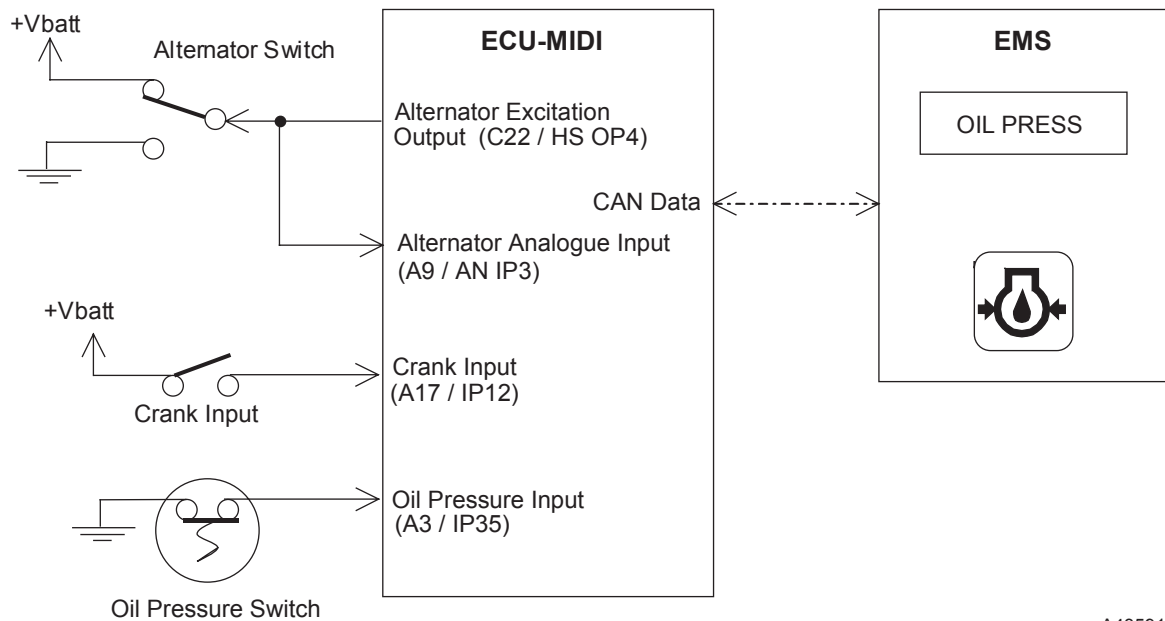 +Vbatt
Alternator Switch
ECU-MIDI
EMS
Alternator Excitation
Output (C22 / HS OP4)
OIL PRESS
CAN Data
Alternator Analogue Input
(A9 / AN IP3)
+Vbatt
Crank Input
(A17 / IP12)
Crank Input
Oil Pressure Input
(A3 / IP35)
Oil Pressure Switch